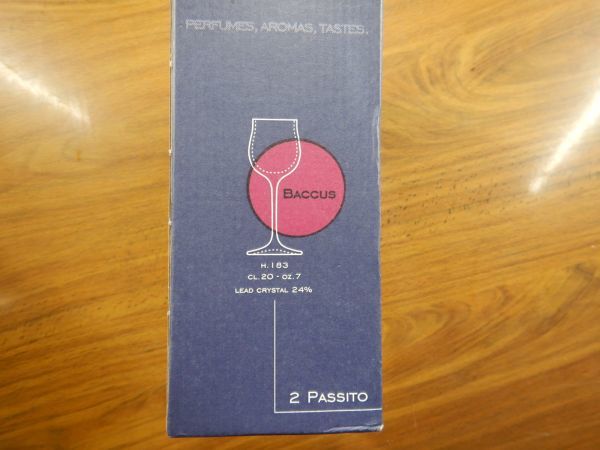 PERFUMES, AROMAS, TASTES.
BACCUS
H.183
CL.20 - OZ.7
LEAD CRYSTAL 24%
2 PASSITO